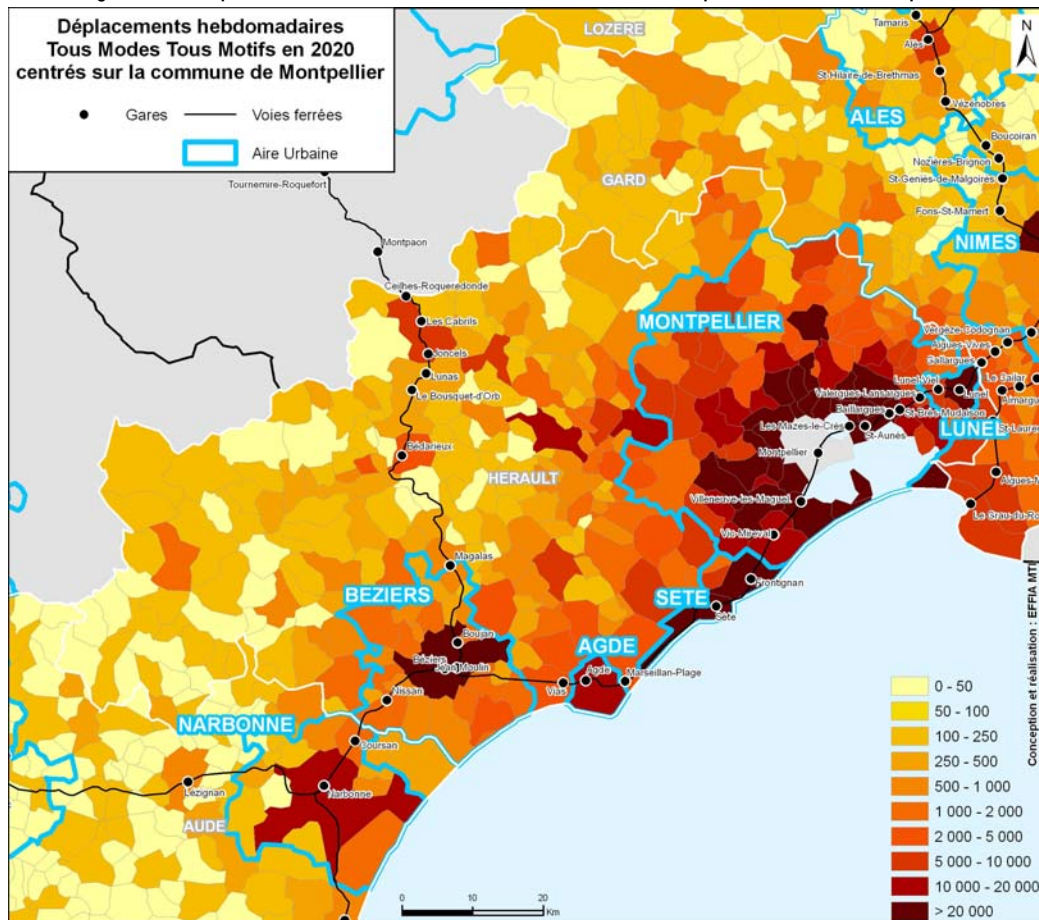 Déplacements hebdomadaires
Tous Modes Tous Motifs en 2020
centrés sur la commune de Montpellier
Gares
Voies ferrées
Aire Urbaine
N
LOZERE
Tamaris
Alès
St-Hilaire-de-Brethmas
Vézenobres
ALES
Boucoiran
Nozières-Brignon
St-Geniès-de-Malgoires
Fons-St-Mamert
GARD
NIMES
Tournemire-Roquefort
Montpaon
Ceilhes-Roqueredonde
Les Cabrils
Joncels
Lunas
Le Bousquet-d'Orb
Bédarieux
MONTPELLIER
Vergèze-Codognan
Aigues-Vives
Gallargues
Lunel-Viel
Lunel
Le Cailar
Valergues-Lansargues
Baillargues
St-Brès-Mudaison
LUNEL
Les Mazes-le-Crès
St-Aunès
Montpellier
Villeneuve-les-Maguel.
Vic-Mireval
HERAULT
Le Grau-du-Ro
Magalas
BEZIERS
Boujan
Béziers
SETE
Frontignan
Sète
AGDE
Agde
Vias
Marseillan-Plage
Nissan
NARBONNE
Coursan
Lézignan
Narbonne
AUDE
0 - 50
50 - 100
100 - 250
250 - 500
500 - 1 000
1 000 - 2 000
2 000 - 5 000
5 000 - 10 000
10 000 - 20 000
> 20 000
0 10 20
Km
Conception et réalisation : EFFIA MTI